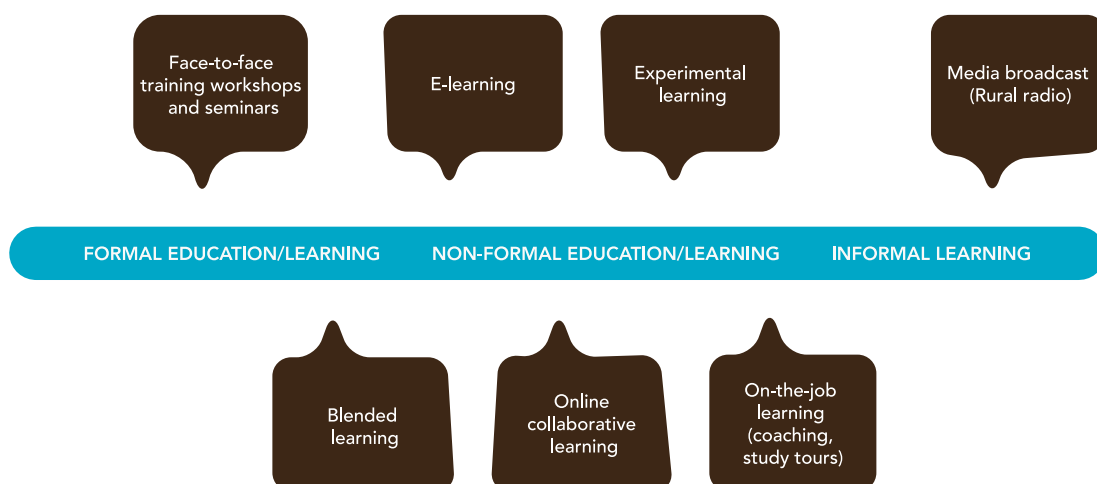 Face-to-face
training workshops
and seminars
E-learning
Experimental
learning
Media broadcast
(Rural radio)
FORMAL EDUCATION/LEARNING
NON-FORMAL EDUCATION/LEARNING
INFORMAL LEARNING
Blended
learning
Online
collaborative
learning
On-the-job
learning
(coaching,
study tours)